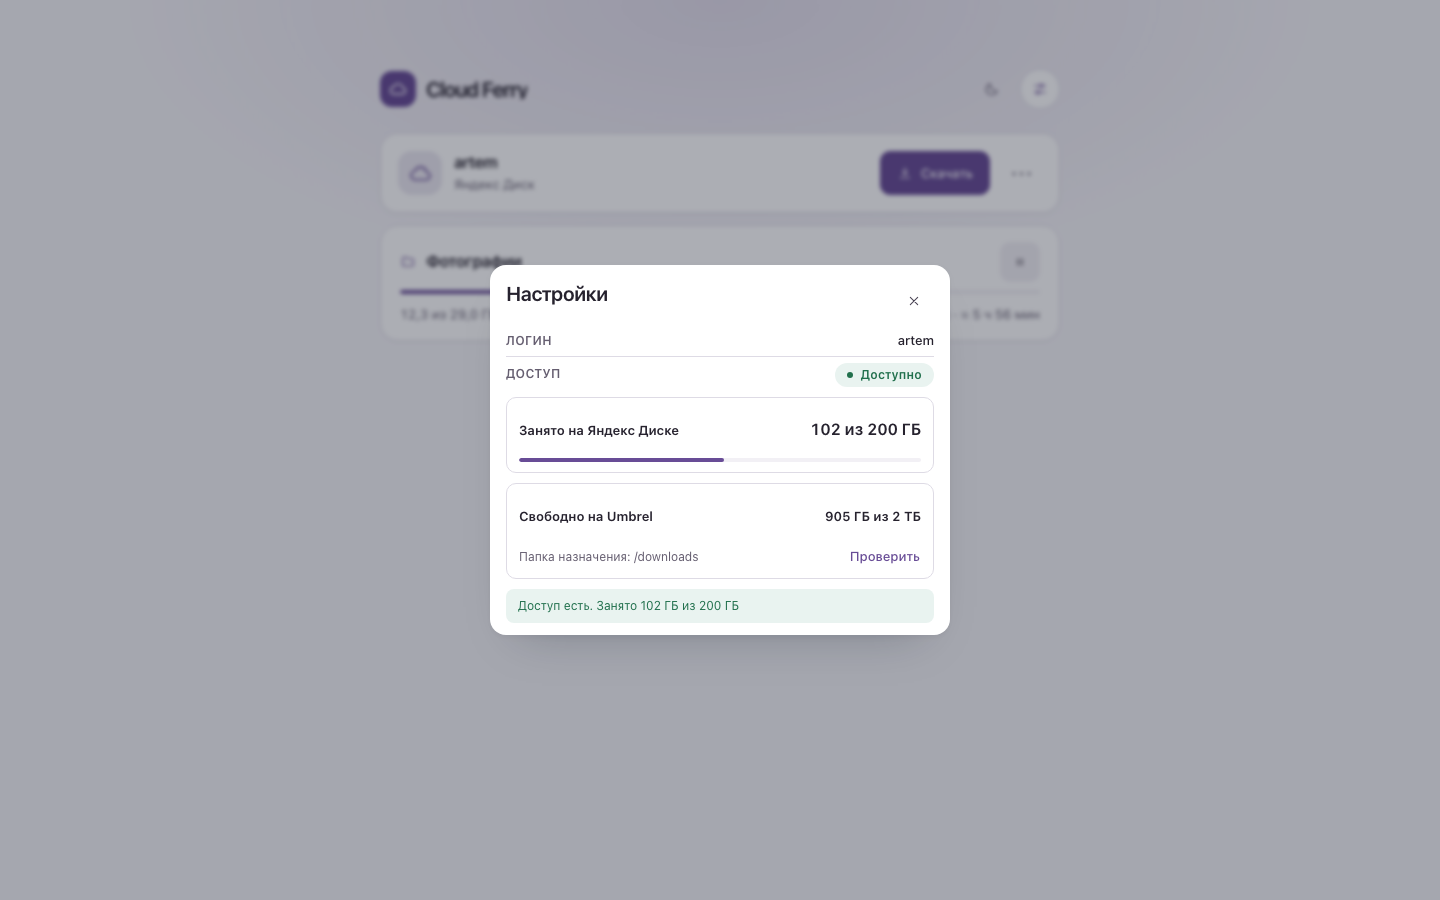 Cloud Ferry
artem
Яндекс Диск
Скачать
Фотографии
Настройки
ЛОГИН
artem
ДОСТУП
Доступно
Занято на Яндекс Диске
102 из 200 ГБ
Свободно на Umbrel
905 ГБ из 2 ТБ
Папка назначения: /downloads
Проверить
Доступ есть. Занято 102 ГБ из 200 ГБ